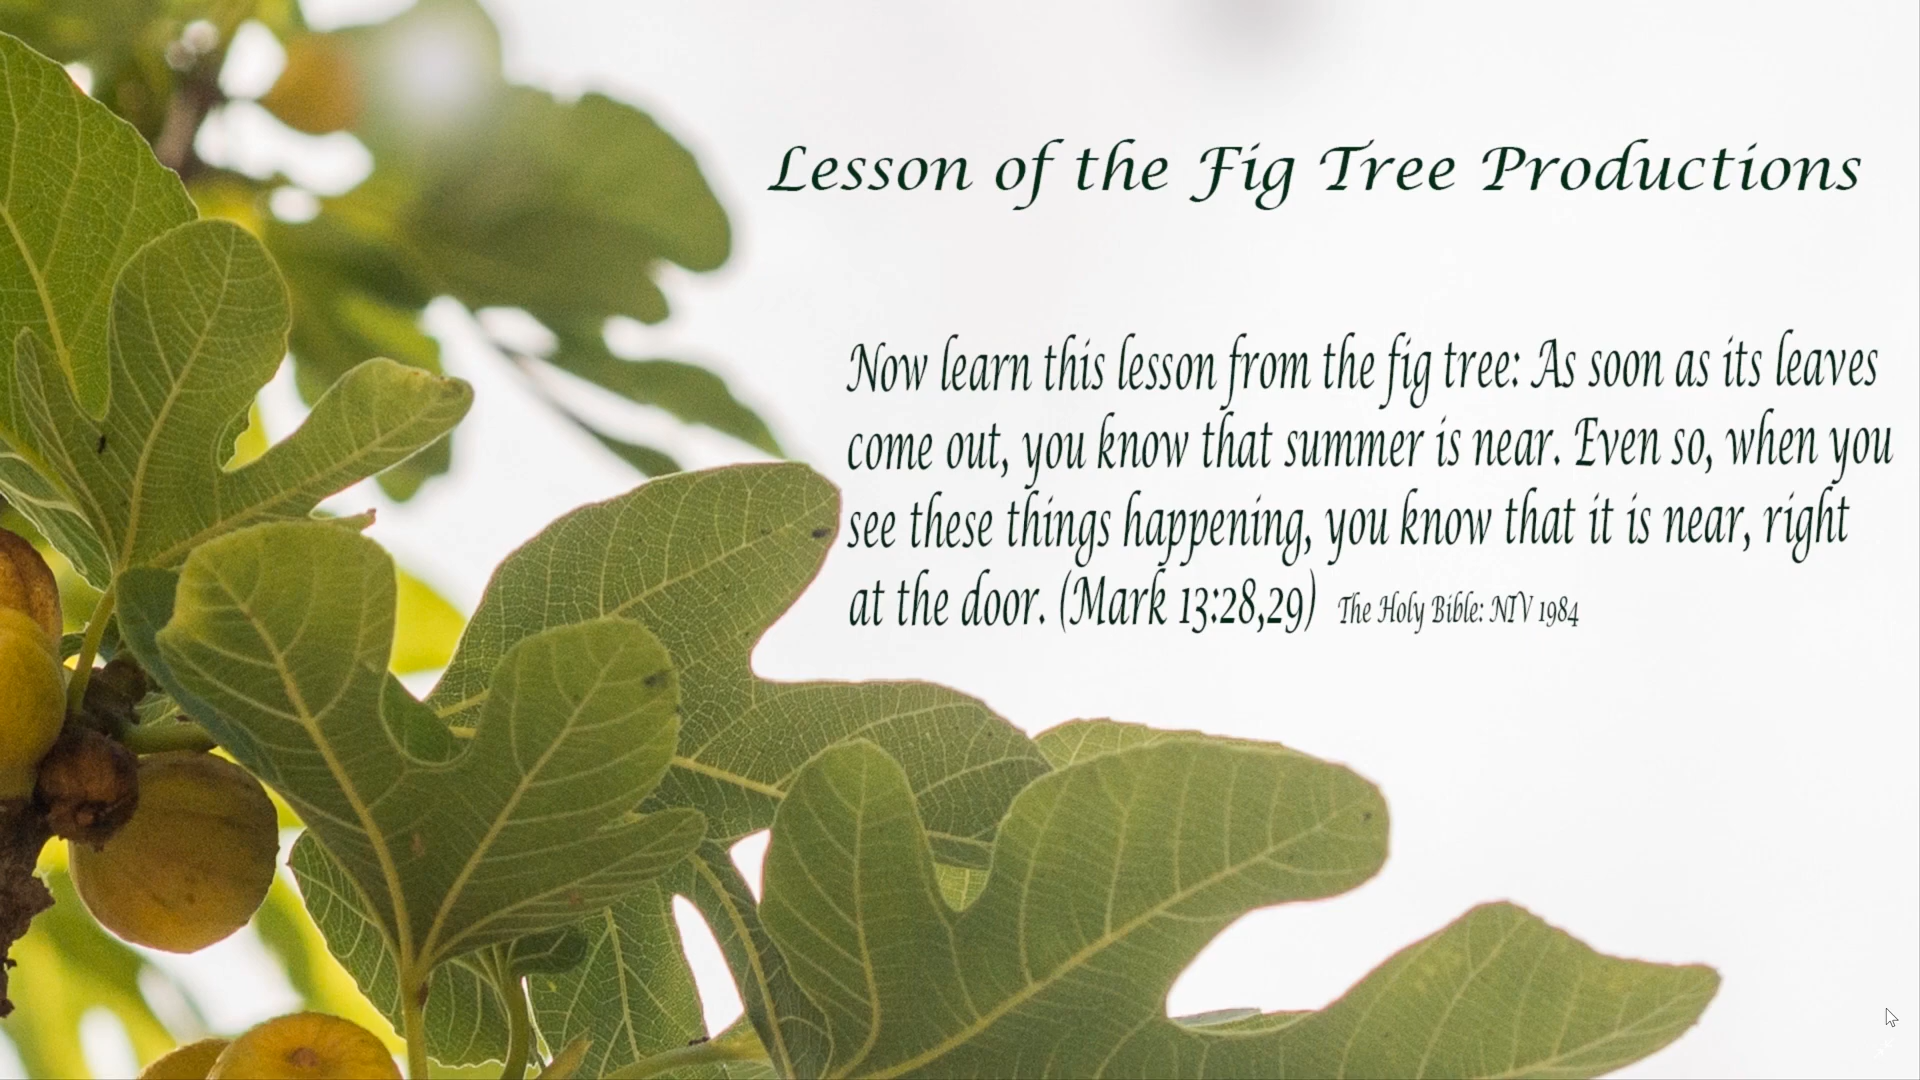 Lesson of the Fig Tree Productions
Now learn this lesson from the fig tree: As soon as its leaves
come out, you know that summer is near. Even so, when you
see these things happening, you know that it is near, right
at the door. (Mark 13:28,29) The Holy Bible: NIV 1984